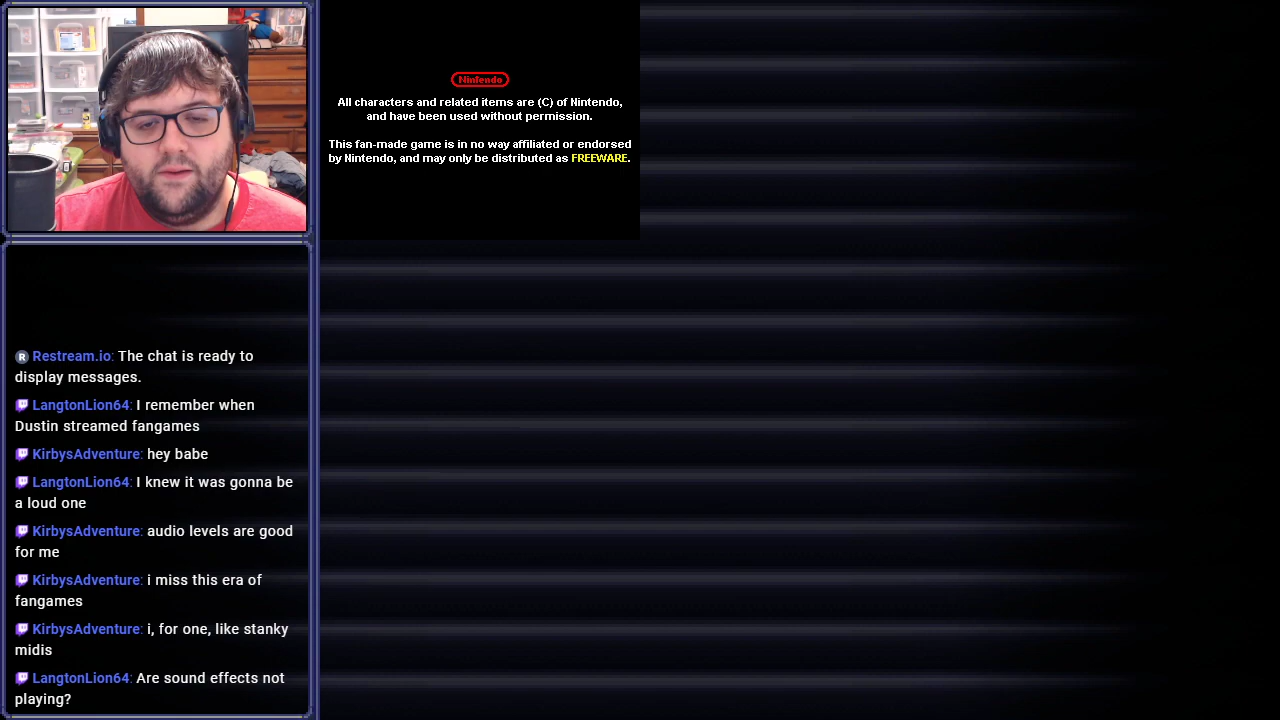 Nintendo
All characters and related items are (C) of Nintendo,
and have been used without permission.
This fan-made game is in no way affiliated or endorsed
by Nintendo, and may only be distributed as FREEWARE.
R Restream.io: The chat is ready to
display messages.
LangtonLion64: I remember when
Dustin streamed fangames
KirbysAdventure: hey babe
LangtonLion64: I knew it was gonna be
a loud one
KirbysAdventure: audio levels are good
for me
KirbysAdventure: i miss this era of
fangames
KirbysAdventure: i, for one, like stanky
midis
LangtonLion64: Are sound effects not
playing?